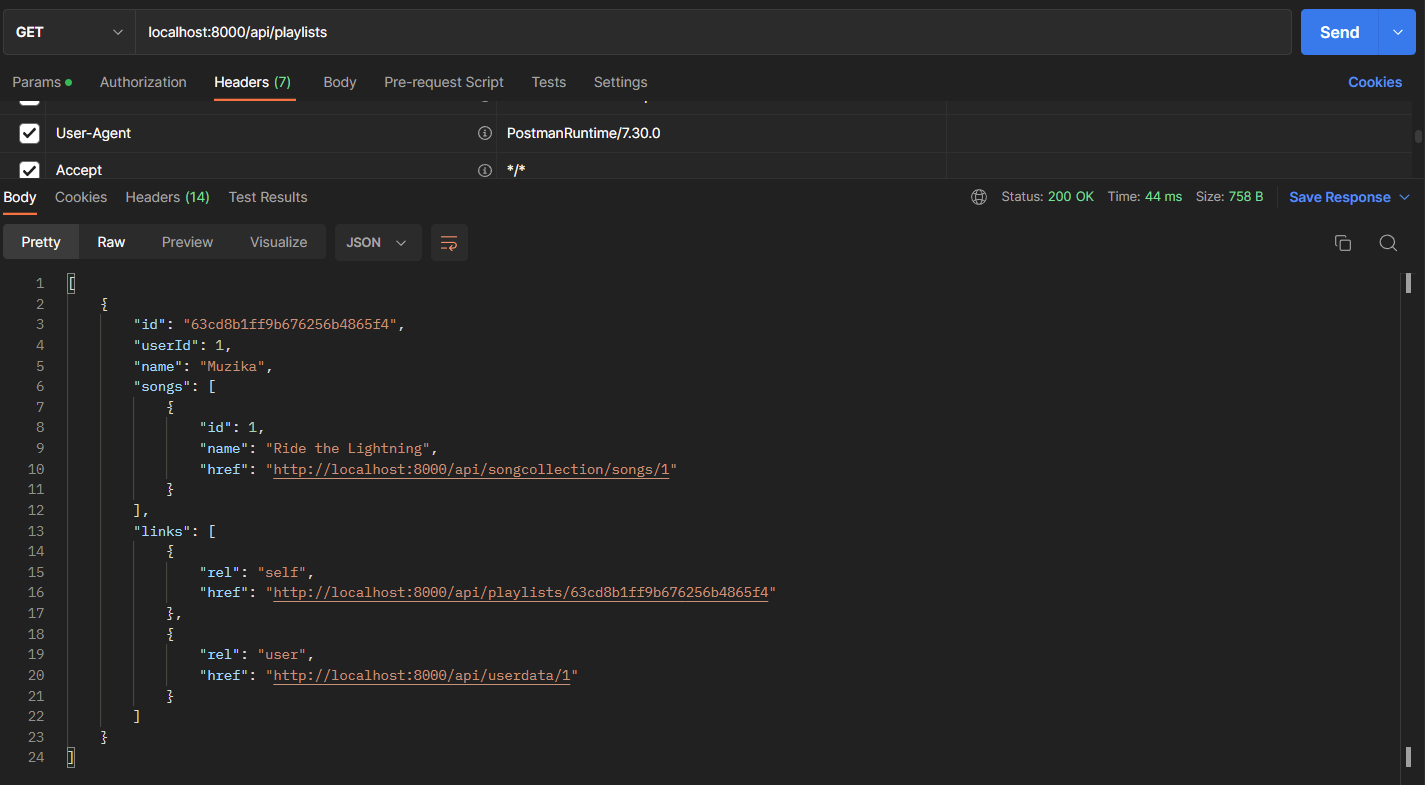 GET localhost:8000/api/playlists Send
Params Authorization Headers (7) Body Pre-request Script Tests Settings Cookies
User-Agent PostmanRuntime/7.30.0
Accept */*
Body Cookies Headers (14) Test Results Status: 200 OK Time: 44 ms Size: 758 B Save Response
Pretty Raw Preview Visualize JSON
1 [
2 {
3 "id": "63cd8b1ff9b676256b4865f4",
4 "userId": 1,
5 "name": "Muzika",
6 "songs": [
7 {
8 "id": 1,
9 "name": "Ride the Lightning",
10 "href": "http://localhost:8000/api/songcollection/songs/1"
11 }
12 ],
13 "links": [
14 {
15 "rel": "self",
16 "href": "http://localhost:8000/api/playlists/63cd8b1ff9b676256b4865f4"
17 },
18 {
19 "rel": "user",
20 "href": "http://localhost:8000/api/userdata/1"
21 }
22 ]
23 }
24 ]